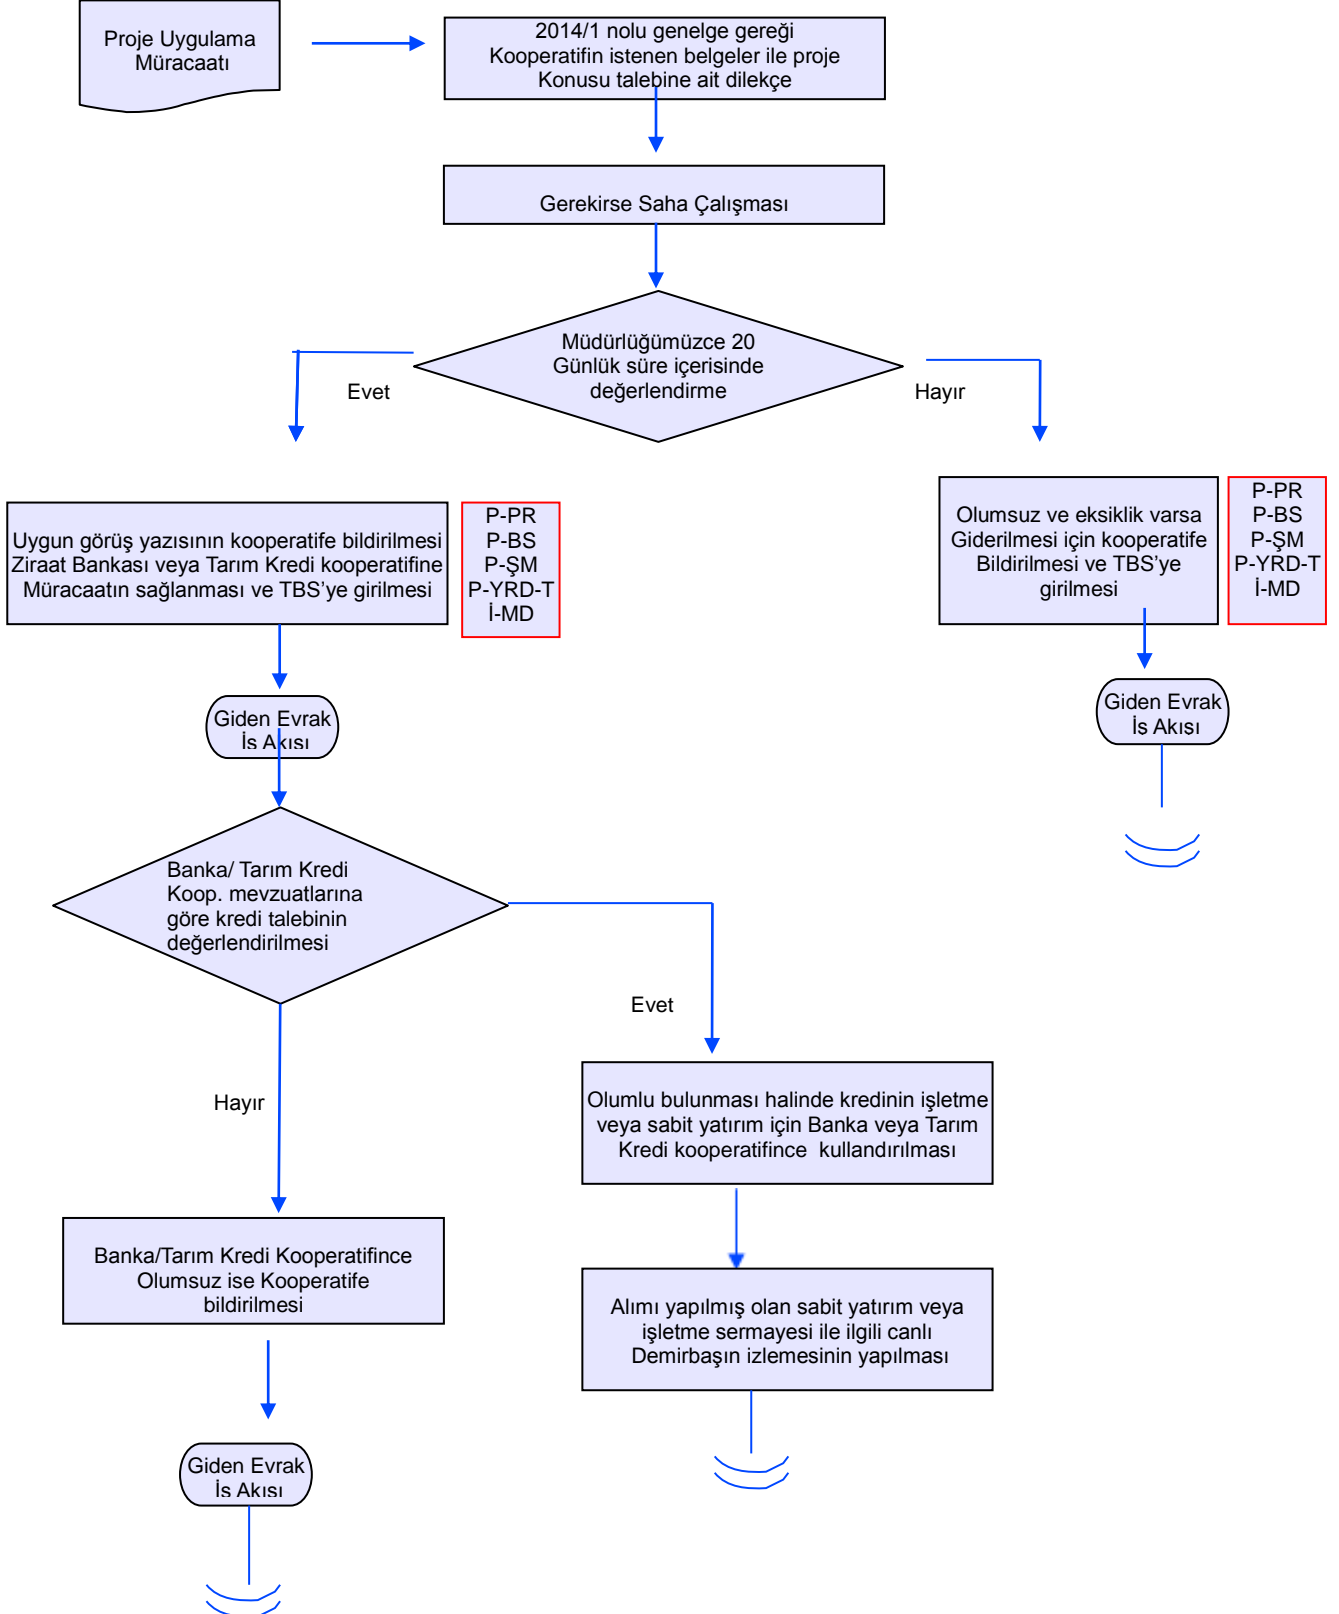 Proje Uygulama
Müracaatı
2014/1 nolu genelge gereği
Kooperatifin istenen belgeler ile proje
Konusu talebine ait dilekçe
Gerekirse Saha Çalışması
Müdürlüğümüzce 20
Günlük süre içerisinde
değerlendirme
Evet
Hayır
Uygun görüş yazısının kooperatife bildirilmesi
Ziraat Bankası veya Tarım Kredi kooperatifine
Müracaatın sağlanması ve TBS’ye girilmesi
P-PR
P-BS
P-ŞM
P-YRD-T
İ-MD
Olumsuz ve eksiklik varsa
Giderilmesi için kooperatife
Bildirilmesi ve TBS’ye
girilmesi
P-PR
P-BS
P-ŞM
P-YRD-T
İ-MD
Giden Evrak
İs Akısı
Giden Evrak
İs Akısı
Banka/ Tarım Kredi
Koop. mevzuatlarına
göre kredi talebinin
değerlendirilmesi
Evet
Hayır
Olumlu bulunması halinde kredinin işletme
veya sabit yatırım için Banka veya Tarım
Kredi kooperatifince  kullandırılması
Banka/Tarım Kredi Kooperatifince
Olumsuz ise Kooperatife
bildirilmesi
Alımı yapılmış olan sabit yatırım veya
işletme sermayesi ile ilgili canlı
Demirbaşın izlemesinin yapılması
Giden Evrak
İs Akısı